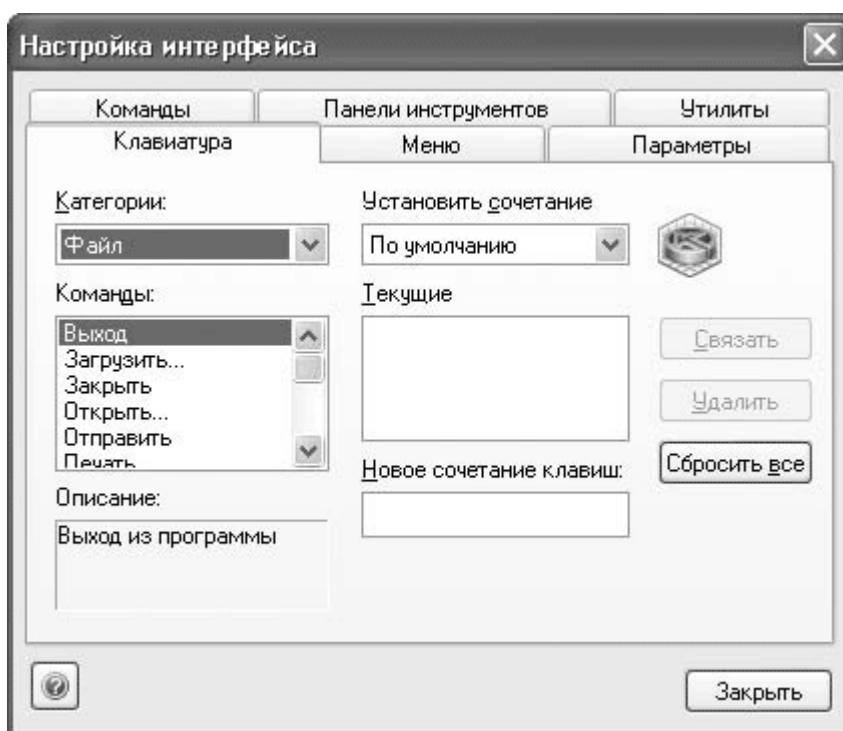 Настройка интерфейса
Команды
Панели инструментов
Утилиты
Клавиатура
Меню
Параметры
Категории:
Файл
Команды:
Выход
Загрузить...
Закрыть
Открыть...
Отправить
Печать
Описание:
Выход из программы
Установить сочетание
По умолчанию
Текущие
Новое сочетание клавиш:
Связать
Удалить
Сбросить все
Закрыть